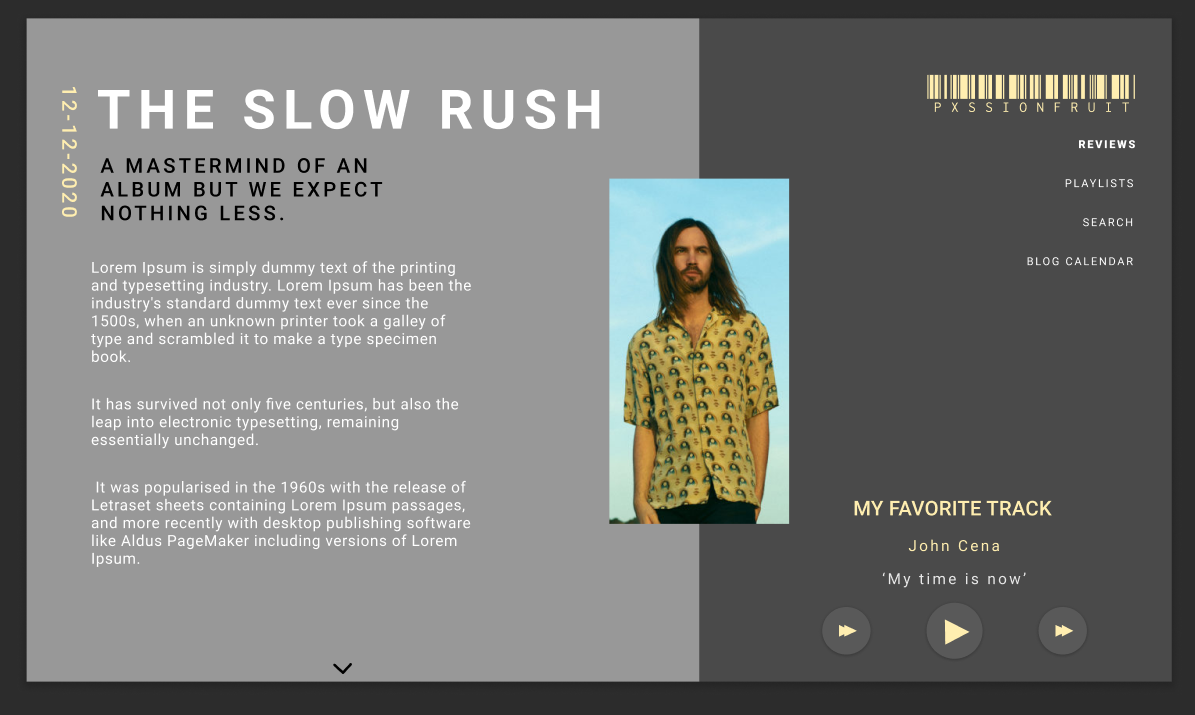 12-12-2020
THE SLOW RUSH
A MASTERMIND OF AN
ALBUM BUT WE EXPECT
NOTHING LESS.
Lorem Ipsum is simply dummy text of the printing
and typesetting industry. Lorem Ipsum has been the
industry's standard dummy text ever since the
1500s, when an unknown printer took a galley of
type and scrambled it to make a type specimen
book.
It has survived not only five centuries, but also the
leap into electronic typesetting, remaining
essentially unchanged.
It was popularised in the 1960s with the release of
Letraset sheets containing Lorem Ipsum passages,
and more recently with desktop publishing software
like Aldus PageMaker including versions of Lorem
Ipsum.
PXSSIONFRUIT
REVIEWS
PLAYLISTS
SEARCH
BLOG CALENDAR
MY FAVORITE TRACK
John Cena
‘My time is now’